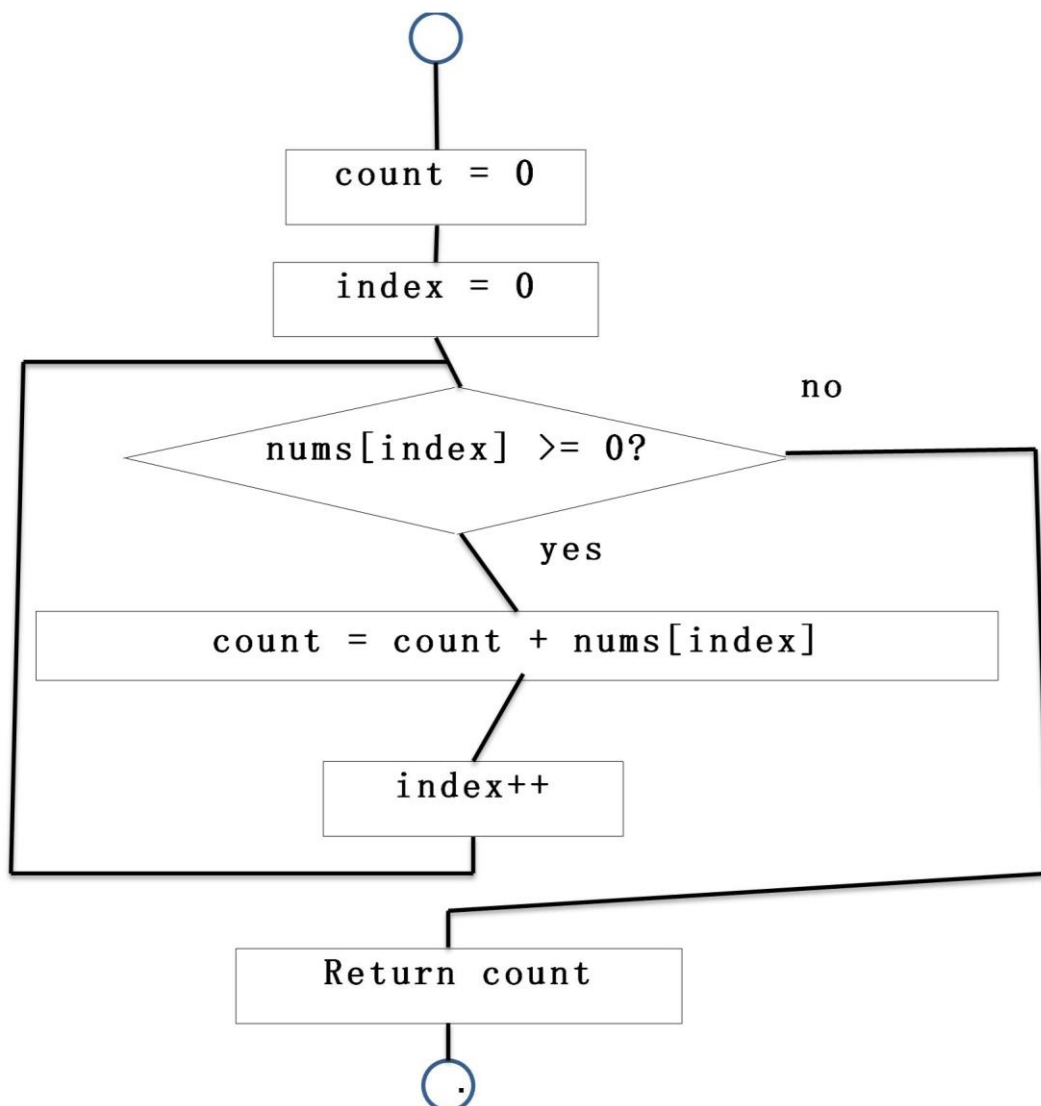 count = 0
index = 0
no
nums[index] >= 0?
yes
count = count + nums[index]
index++
Return count
.